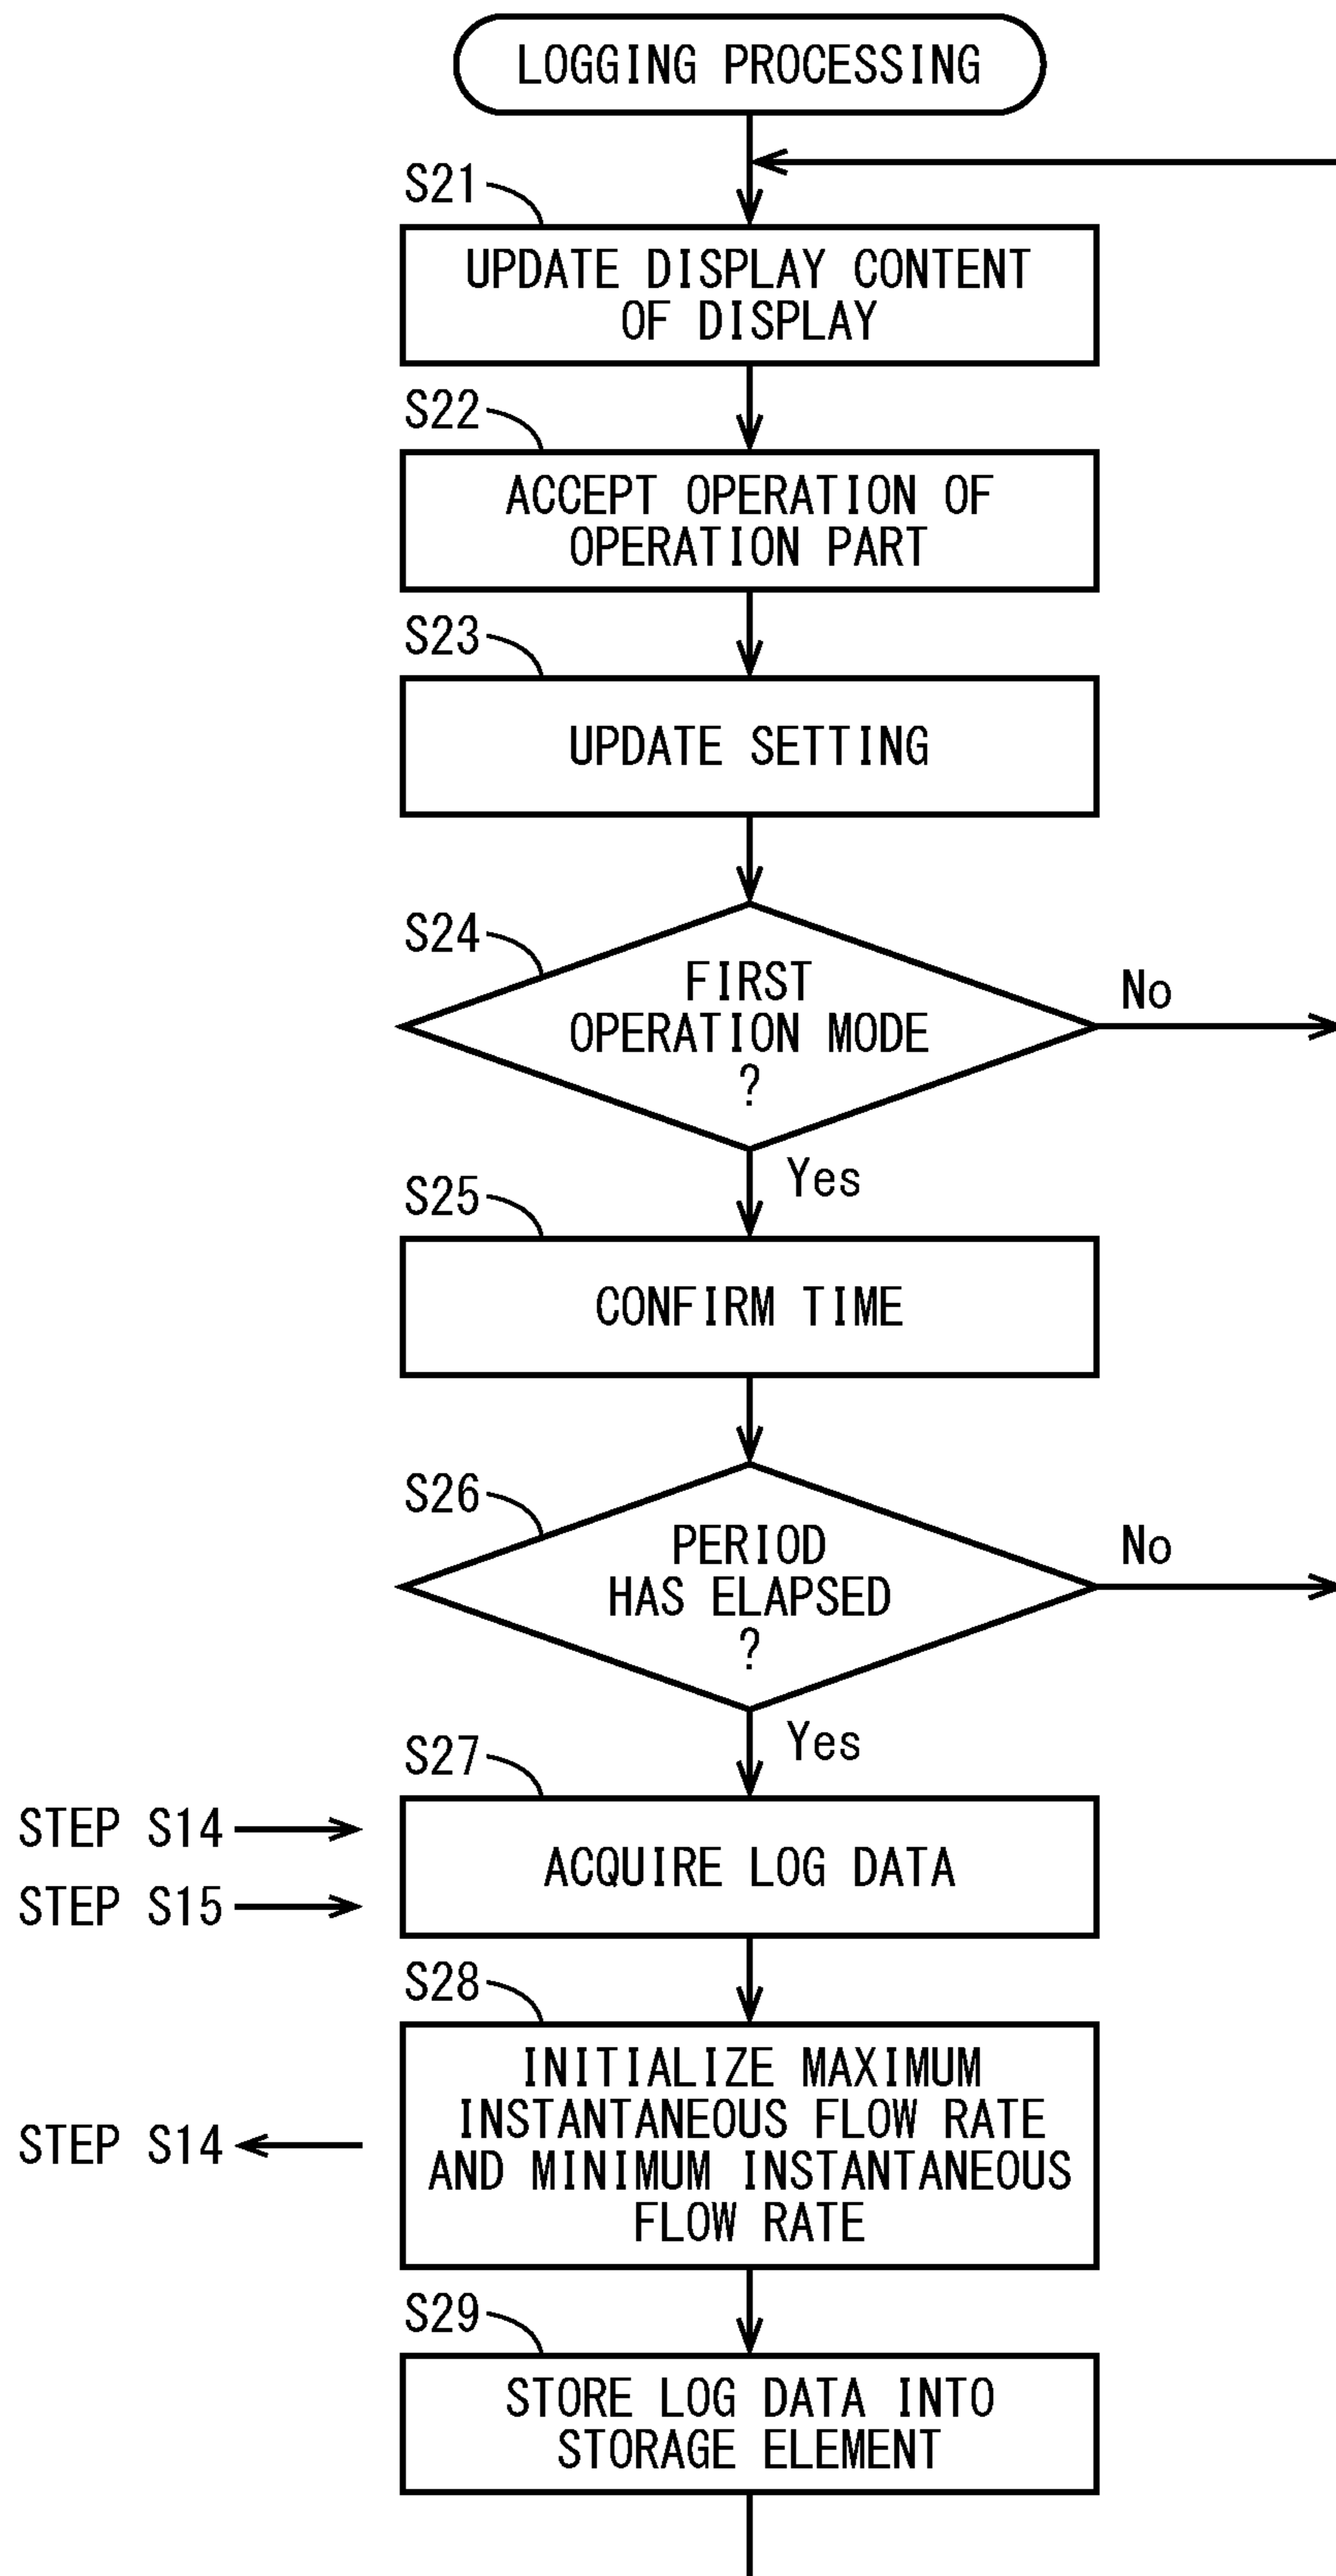 LOGGING PROCESSING
S21
UPDATE DISPLAY CONTENT
OF DISPLAY
S22
ACCEPT OPERATION OF
OPERATION PART
S23
UPDATE SETTING
S24
FIRST
OPERATION MODE
?
No
Yes
S25
CONFIRM TIME
S26
PERIOD
HAS ELAPSED
?
No
Yes
S27
STEP S14
STEP S15
ACQUIRE LOG DATA
S28
STEP S14
INITIALIZE MAXIMUM
INSTANTANEOUS FLOW RATE
AND MINIMUM INSTANTANEOUS
FLOW RATE
S29
STORE LOG DATA INTO
STORAGE ELEMENT